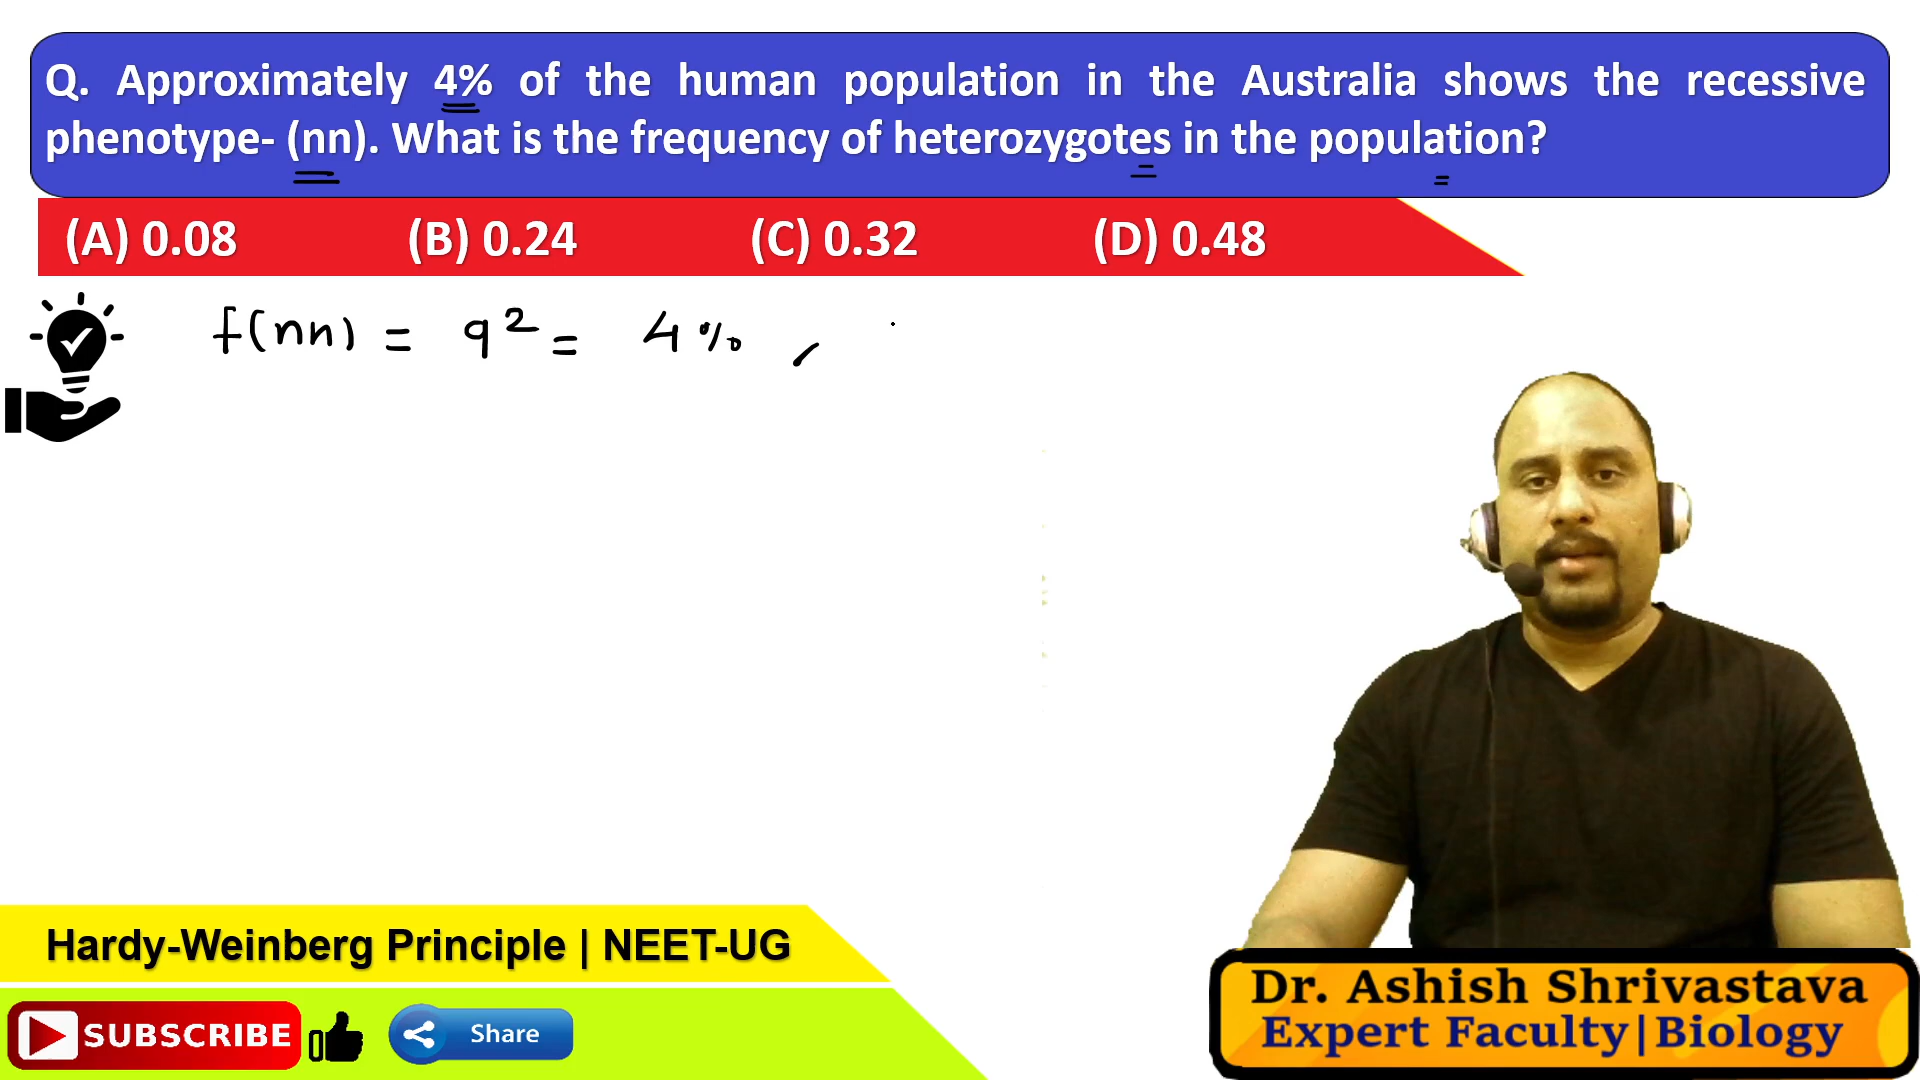 Q. Approximately 4% of the human population in the Australia shows the recessive
phenotype- (nn). What is the frequency of heterozygotes in the population?
(A) 0.08 (B) 0.24 (C) 0.32 (D) 0.48
f(nn) = q² = 4% ,
Hardy-Weinberg Principle | NEET-UG
SUBSCRIBE Share
Dr. Ashish Shrivastava
Expert Faculty|Biology